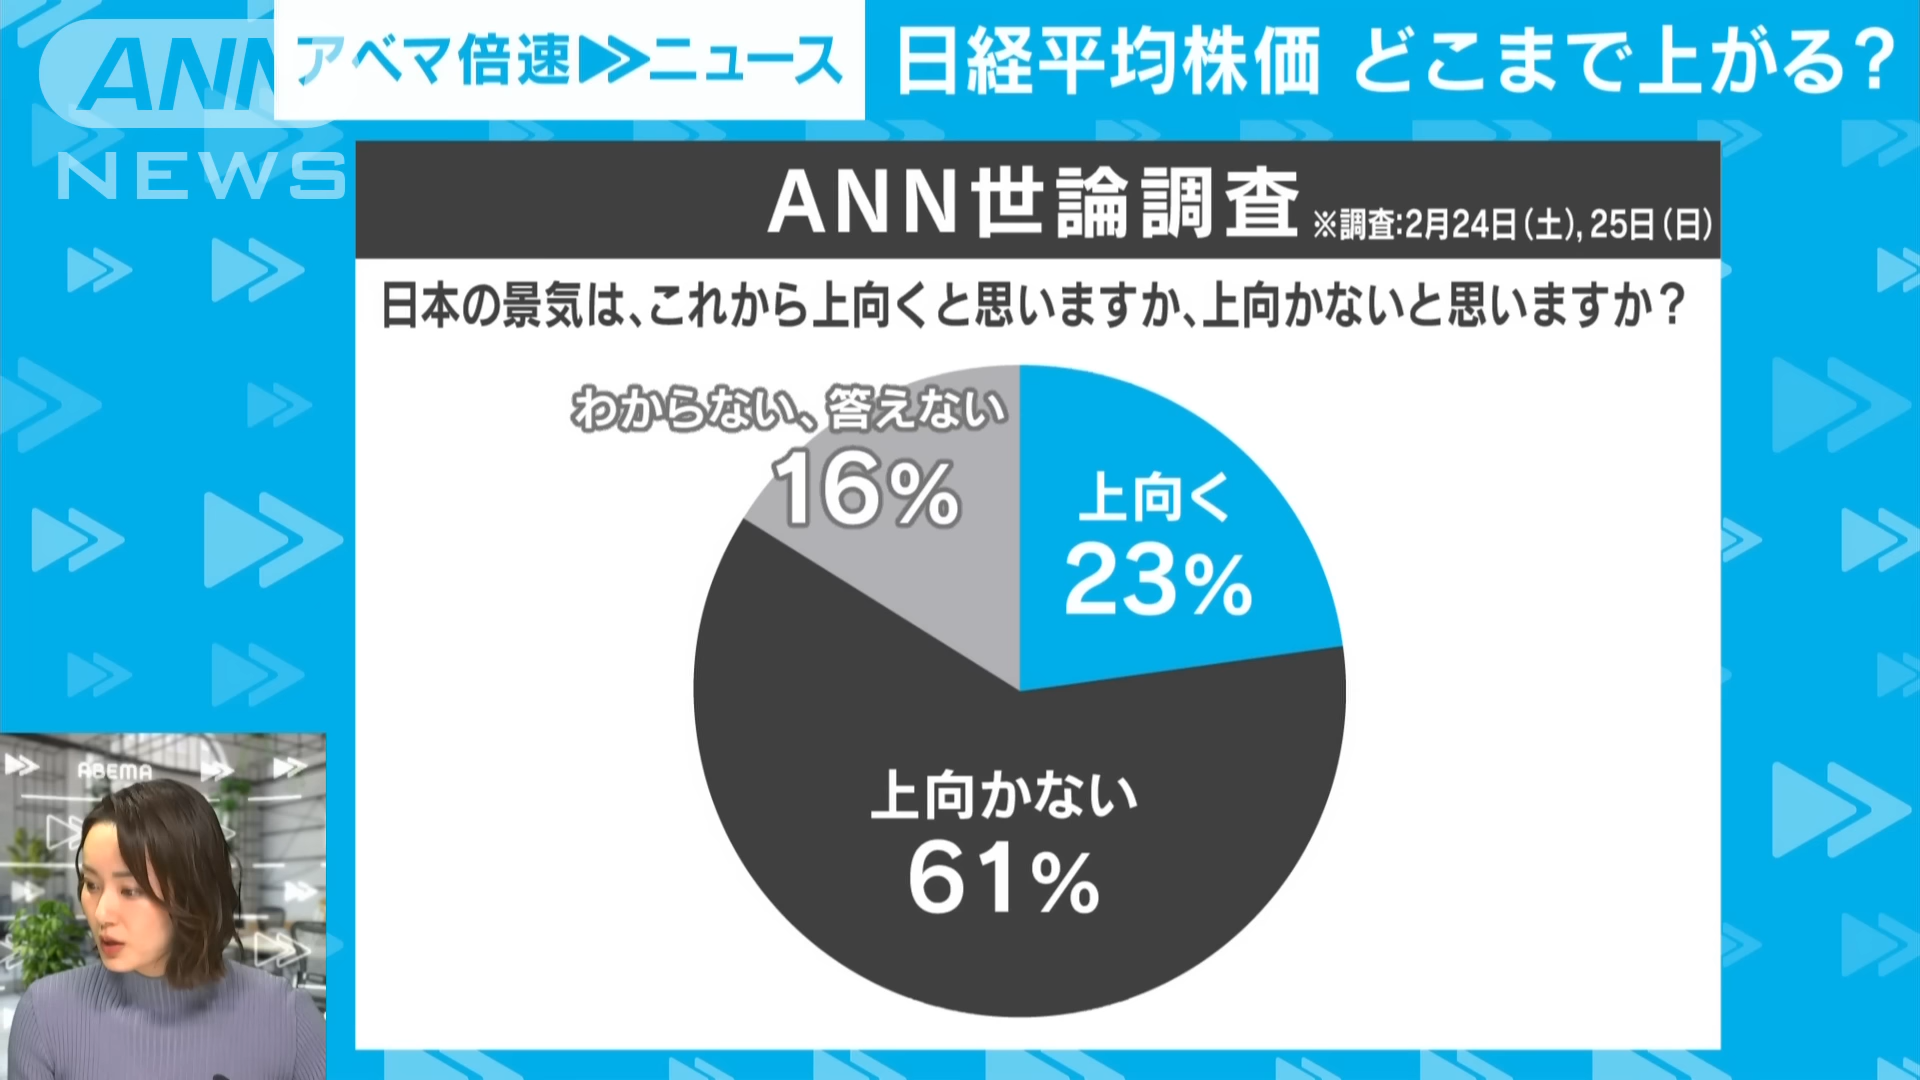 ANN
NEWS
アベマ倍速 ニュース
日経平均株価 どこまで上がる?
ANN世論調査 ※調査:2月24日(土),25日(日)
日本の景気は、これから上向くと思いますか、上向かないと思いますか?
わからない、答えない
16%
上向く
23%
上向かない
61%
ABEMA